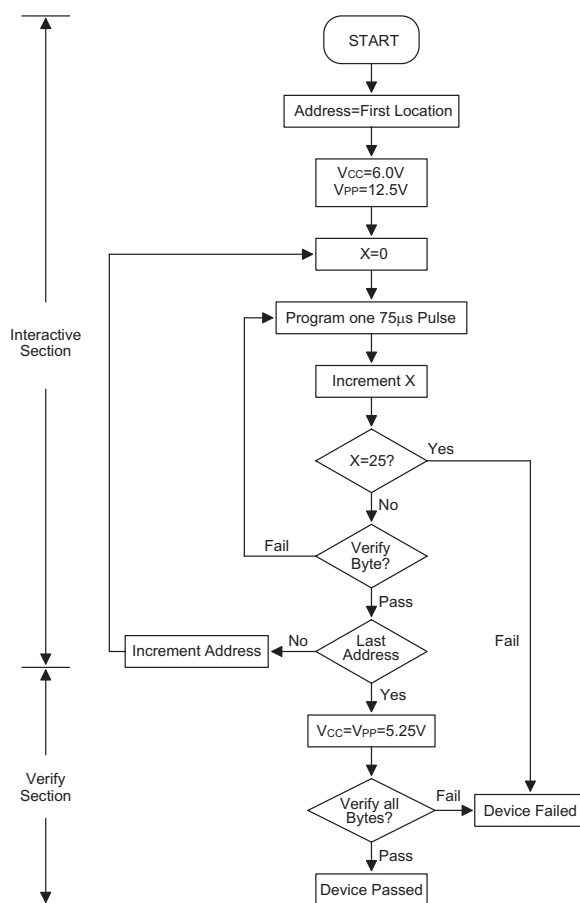 START
Address=First Location
VCC=6.0V
VPP=12.5V
X=0
Interactive
Section
Program one 75μs Pulse
Increment X
X=25?
Yes
No
Fail
Verify
Byte?
Pass
Fail
Increment Address
No
Last
Address
Yes
VCC=VPP=5.25V
Verify
Section
Verify all
Bytes?
Fail
Device Failed
Pass
Device Passed